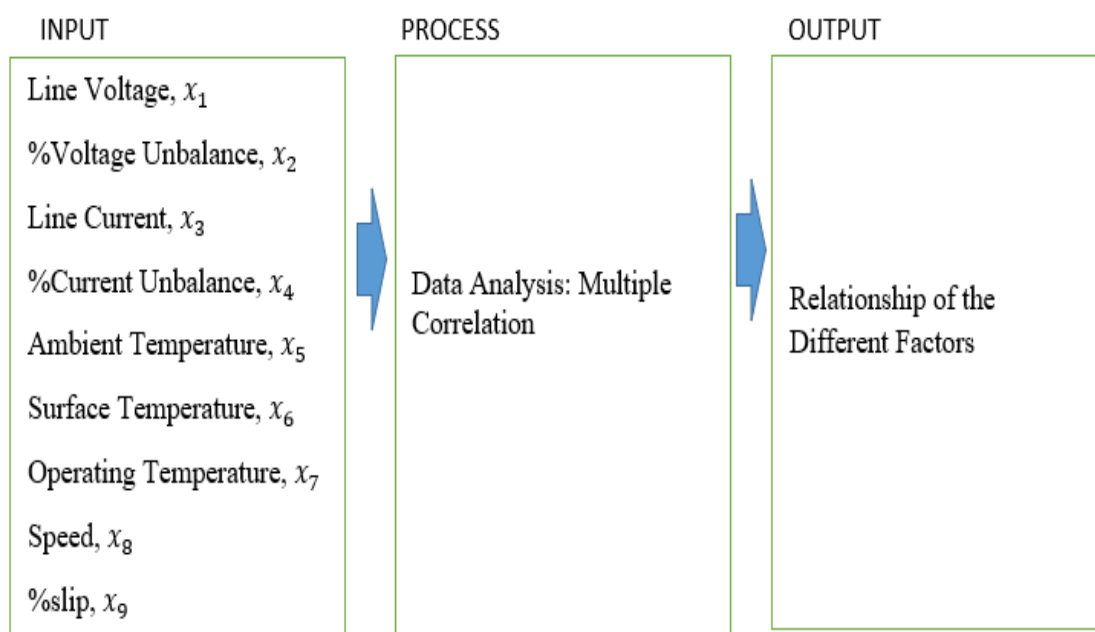 INPUT
Line Voltage, x₁
%Voltage Unbalance, x₂
Line Current, x₃
%Current Unbalance, x₄
Ambient Temperature, x₅
Surface Temperature, x₆
Operating Temperature, x₇
Speed, x₈
%slip, x₉
PROCESS
Data Analysis: Multiple
Correlation
OUTPUT
Relationship of the
Different Factors